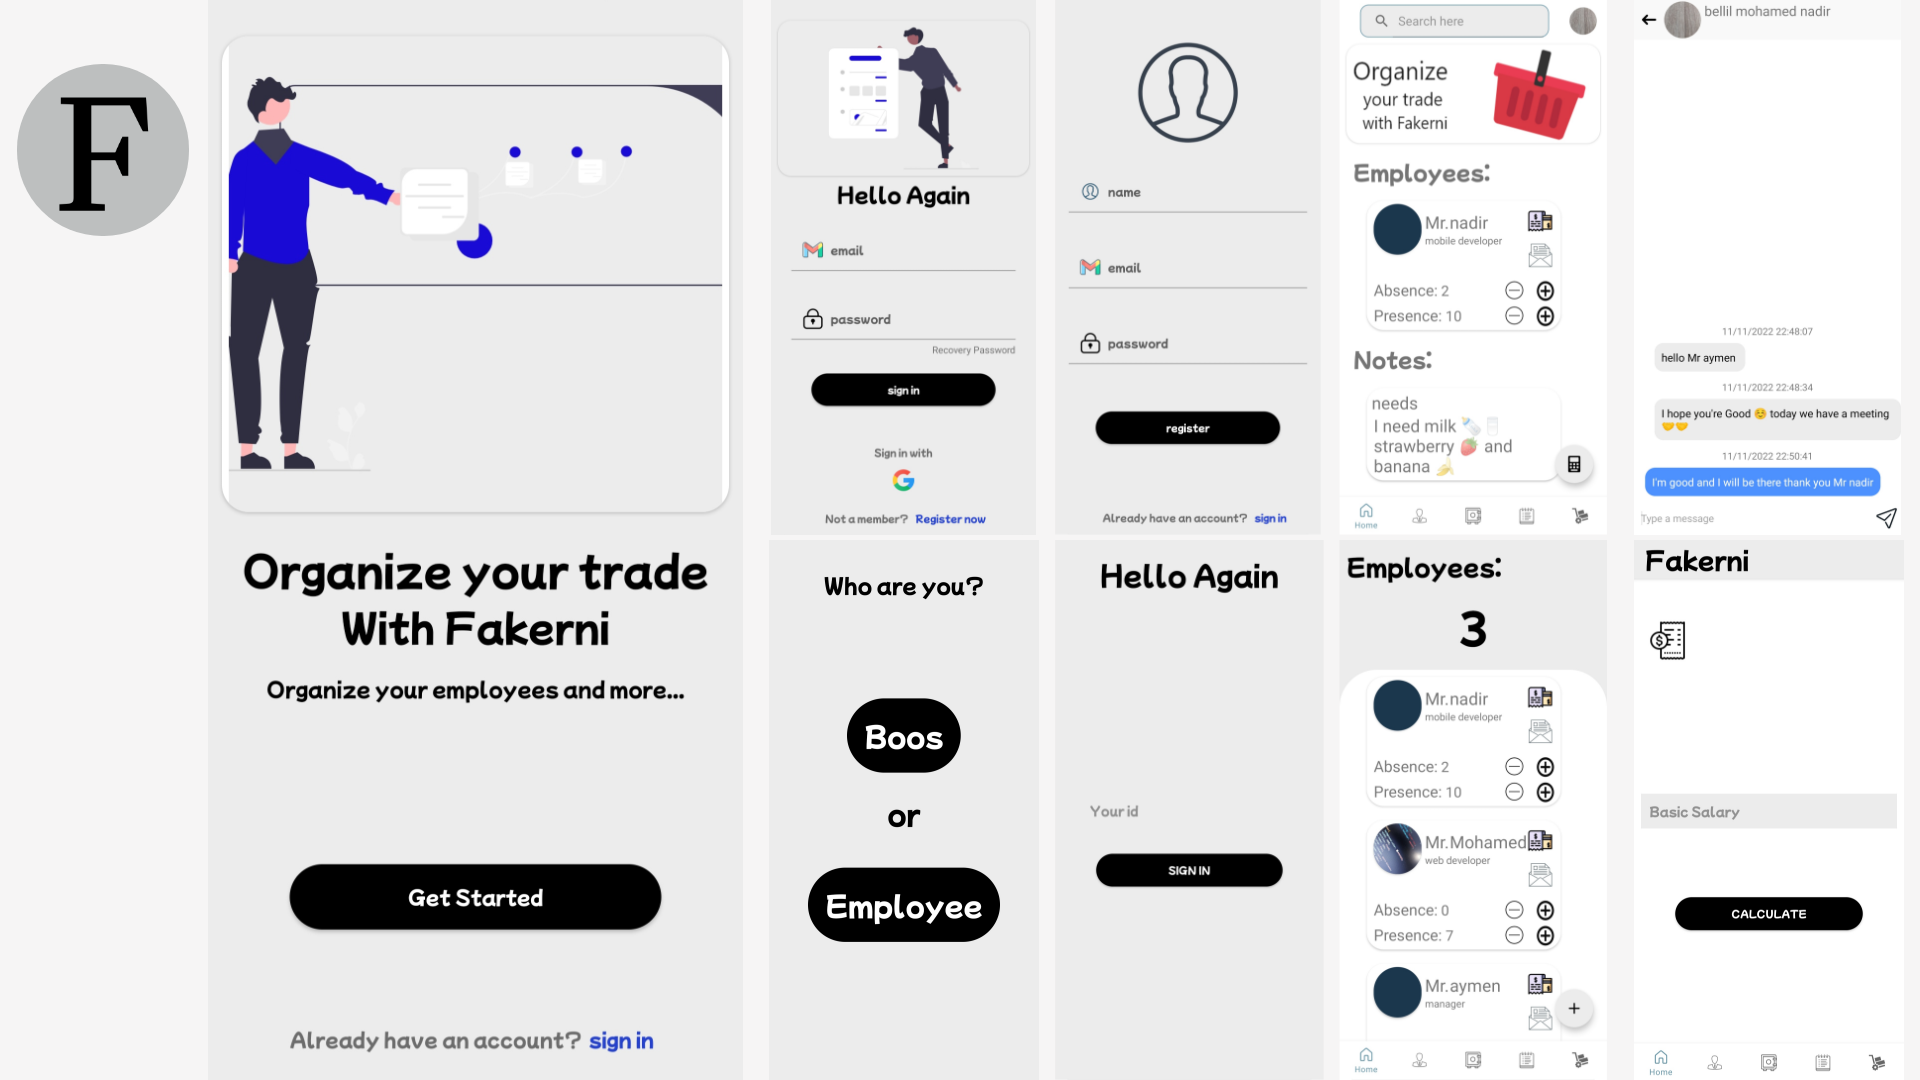 F
Organize your trade
With Fakerni
Organize your employees and more...
Get Started
Already have an account? sign in
Hello Again
email
password
Recovery Password
sign in
Sign in with
G
Not a member? Register now
name
email
password
register
Already have an account? sign in
Search here
Organize
your trade
with Fakerni
Employees:
Mr.nadir
mobile developer
Absence: 2
Presence: 10
Notes:
needs
I need milk 🍼🥛
strawberry 🍓 and
banana 🍌
Home
bellil mohamed nadir
11/11/2022 22:48:07
hello Mr aymen
11/11/2022 22:48:34
I hope you're Good ☺️ today we have a meeting
🤝🤝
11/11/2022 22:50:41
I'm good and I will be there thank you Mr nadir
Type a message
Who are you?
Boos
or
Employee
Hello Again
Your id
SIGN IN
Employees:
3
Mr.nadir
mobile developer
Absence: 2
Presence: 10
Mr.Mohamed
web developer
Absence: 0
Presence: 7
Mr.aymen
manager
Home
Fakerni
Basic Salary
CALCULATE
Home